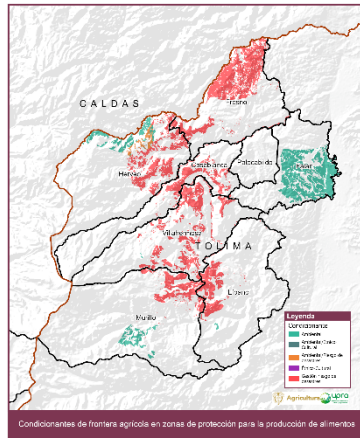 Fresno
CALDAS
Palocabildo
Casabianca
Herveo
Villahermosa
TOLIMA
Líbano
Murillo
Leyenda
Condicionante
Ambiental
Cultural
Agricultura upra
Condicionantes de frontera agrícola en zonas de protección para la producción de alimentos